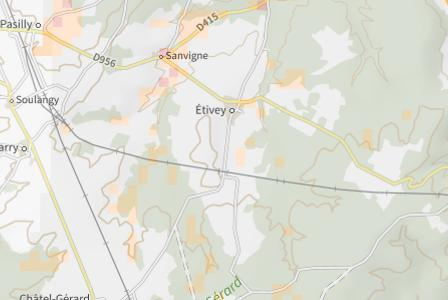 D415
Pasilly
D956
Sanvigne
Soulangy
Étivey
arry
Gérard
Châtel-Gérard